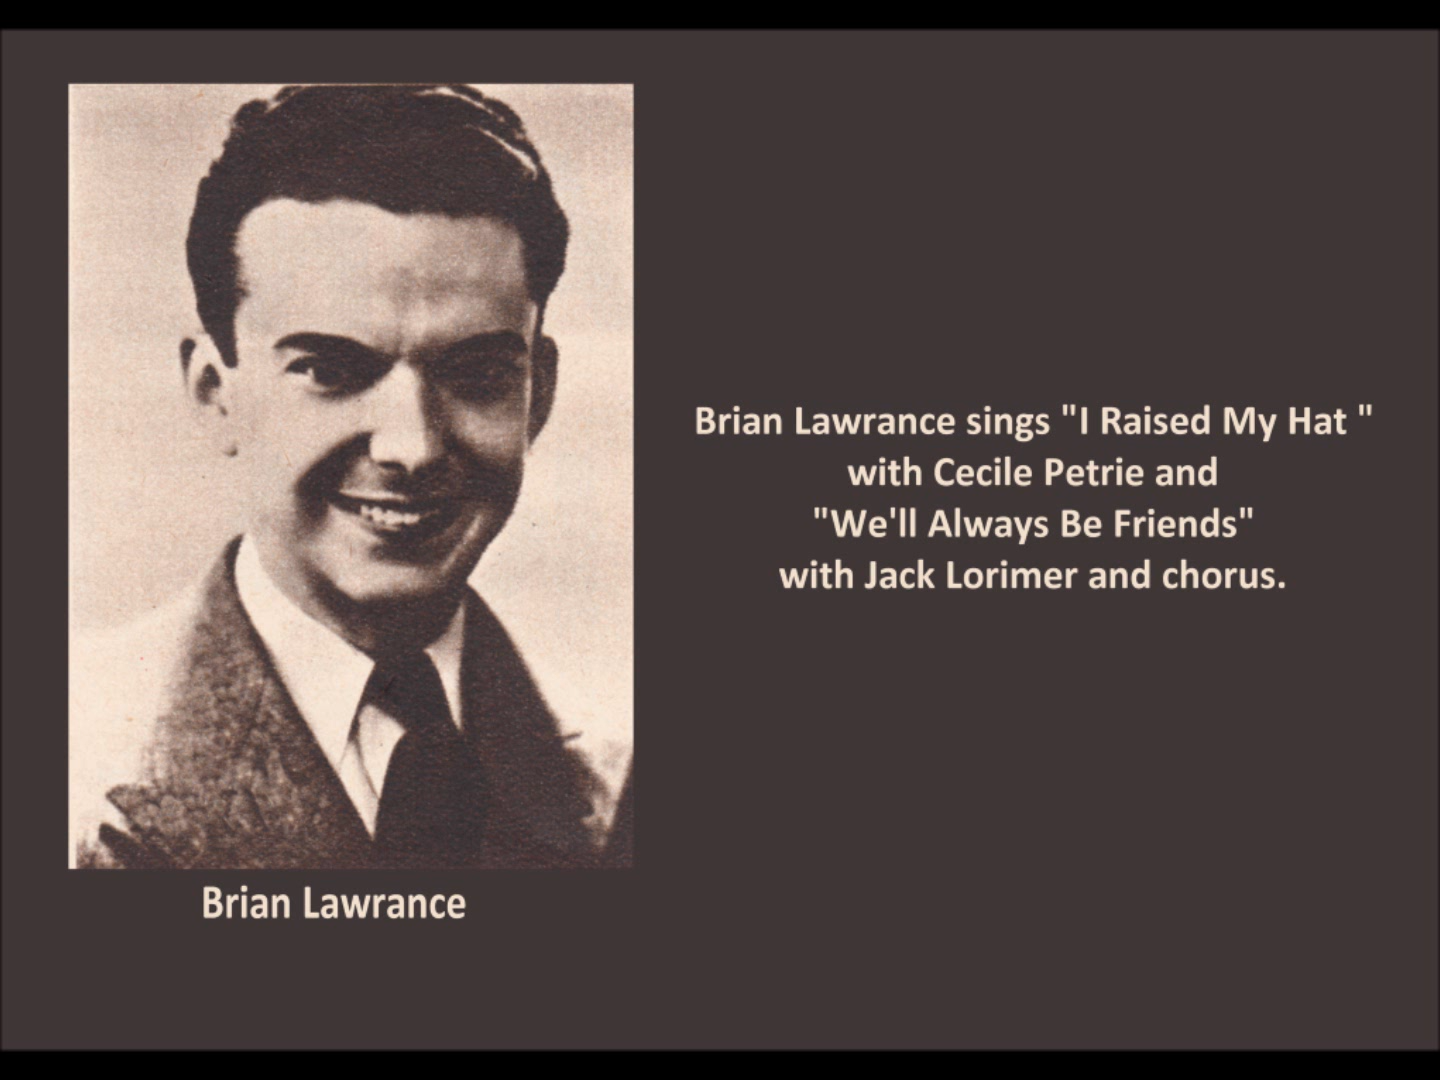 Brian Lawrance sings "I Raised My Hat "
with Cecile Petrie and
"We'll Always Be Friends"
with Jack Lorimer and chorus.
Brian Lawrance